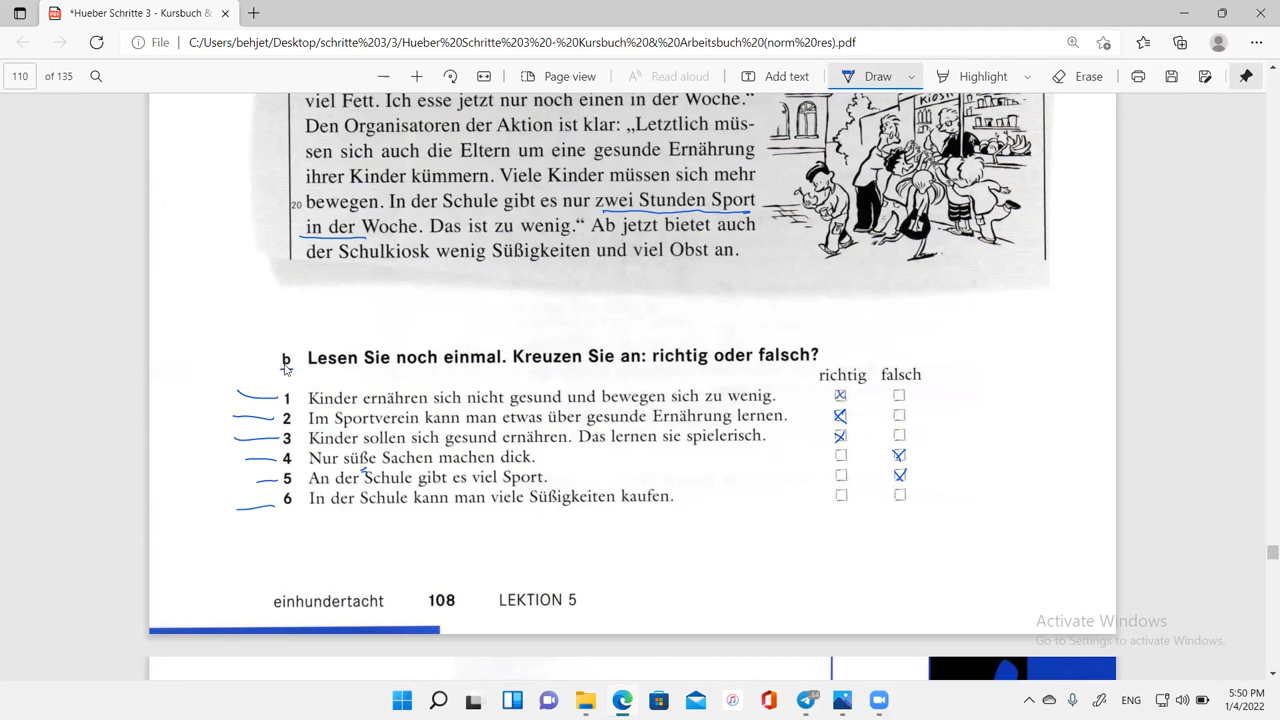 *Hueber Schritte 3 - Kursbuch &
File
C:/Users/behjet/Desktop/schritte%203/3/Hueber%20Schritte%203%20-%20Kursbuch%20&%20Arbeitsbuch%20(norm%20res).pdf
110 of 135
Page view
Read aloud
Add text
Draw
Highlight
Erase
viel Fett. Ich esse jetzt nur noch einen in der Woche."
Den Organisatoren der Aktion ist klar: „Letztlich müs-
sen sich auch die Eltern um eine gesunde Ernährung
ihrer Kinder kümmern. Viele Kinder müssen sich mehr
20 bewegen. In der Schule gibt es nur zwei Stunden Sport
in der Woche. Das ist zu wenig.“ Ab jetzt bietet auch
der Schulkiosk wenig Süßigkeiten und viel Obst an.
KIOSK
b Lesen Sie noch einmal. Kreuzen Sie an: richtig oder falsch?
richtig falsch
1 Kinder ernähren sich nicht gesund und bewegen sich zu wenig.
2 Im Sportverein kann man etwas über gesunde Ernährung lernen.
3 Kinder sollen sich gesund ernähren. Das lernen sie spielerisch.
4 Nur süße Sachen machen dick.
5 An der Schule gibt es viel Sport.
6 In der Schule kann man viele Süßigkeiten kaufen.
einhundertacht 108 LEKTION 5
Activate Windows
Go to Settings to activate Windows.
ENG
5:50 PM
1/4/2022